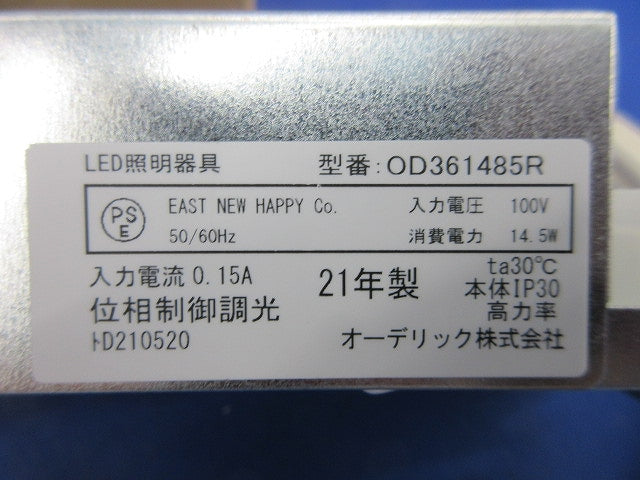 LED照明器具 型番:OD361485R
PS E EAST NEW HAPPY Co. 入力電圧 100V
50/60Hz 消費電力 14.5W
入力電流 0.15A 21年製 ta30℃
位相制御調光 本体IP30
高力率
ﾄD210520 オーデリック株式会社